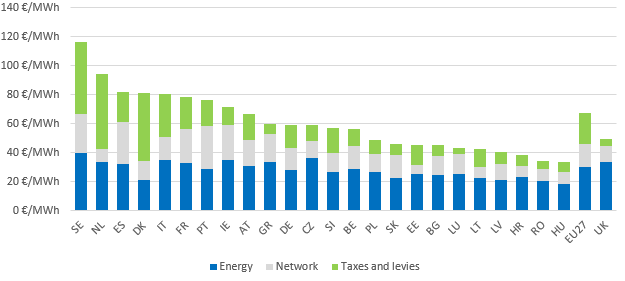 140 €/MWh
120 €/MWh
100 €/MWh
80 €/MWh
60 €/MWh
40 €/MWh
20 €/MWh
0 €/MWh
SE NL ES DK IT FR PT IE AT GR DE CZ SI BE PL SK EE BG LU LT LV HR RO HU EU27 UK
Energy Network Taxes and levies